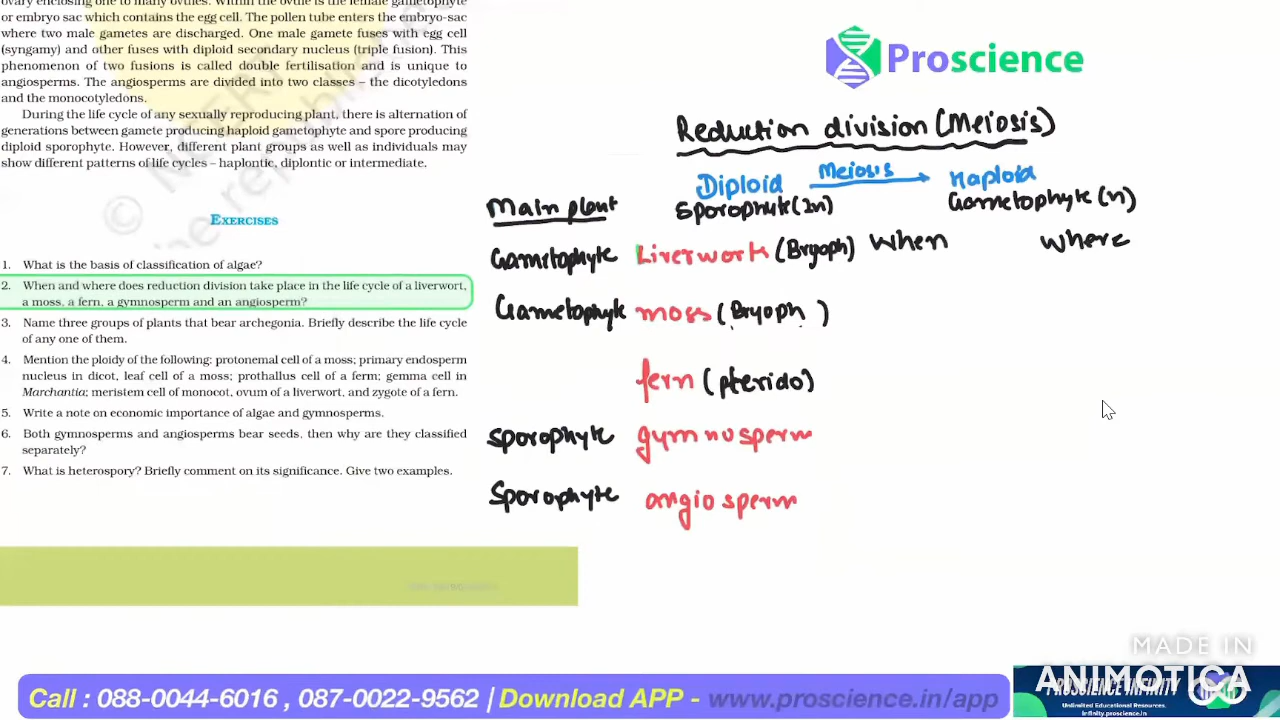 ovary enclosing one to many ovules. Within the ovule is the female gametophyte
or embryo sac which contains the egg cell. The pollen tube enters the embryo-sac
where two male gametes are discharged. One male gamete fuses with egg cell
(syngamy) and other fuses with diploid secondary nucleus (triple fusion). This
phenomenon of two fusions is called double fertilisation and is unique to
angiosperms. The angiosperms are divided into two classes – the dicotyledons
and the monocotyledons.
During the life cycle of any sexually reproducing plant, there is alternation of
generations between gamete producing haploid gametophyte and spore producing
diploid sporophyte. However, different plant groups as well as individuals may
show different patterns of life cycles – haplontic, diplontic or intermediate.
©
EXERCISES
1. What is the basis of classification of algae?
2. When and where does reduction division take place in the life cycle of a liverwort,
a moss, a fern, a gymnosperm and an angiosperm?
3. Name three groups of plants that bear archegonia. Briefly describe the life cycle
of any one of them.
4. Mention the ploidy of the following: protonemal cell of a moss; primary endosperm
nucleus in dicot, leaf cell of a moss; prothallus cell of a ferm; gemma cell in
Marchantia; meristem cell of monocot, ovum of a liverwort, and zygote of a fern.
5. Write a note on economic importance of algae and gymnosperms.
6. Both gymnosperms and angiosperms bear seeds, then why are they classified
separately?
7. What is heterospory? Briefly comment on its significance. Give two examples.
Proscience
Reduction division (Meiosis)
Diploid Meiosis Haploid
Main plant Sporophyte(2n) Gametophyte (n)
Gametophyte Liverwork (Bryoph) When where
Gametophyte moss (Bryoph )
fern (pterido)
sporophyte gymnosperm
Sporophyte angiosperm
MADE IN
ANIMOTICA
PROSCIENCE INFINITY
Unlimited Educational Resources.
infinity.proscience.in
Call : 088-0044-6016 , 087-0022-9562 | Download APP - www.proscience.in/app